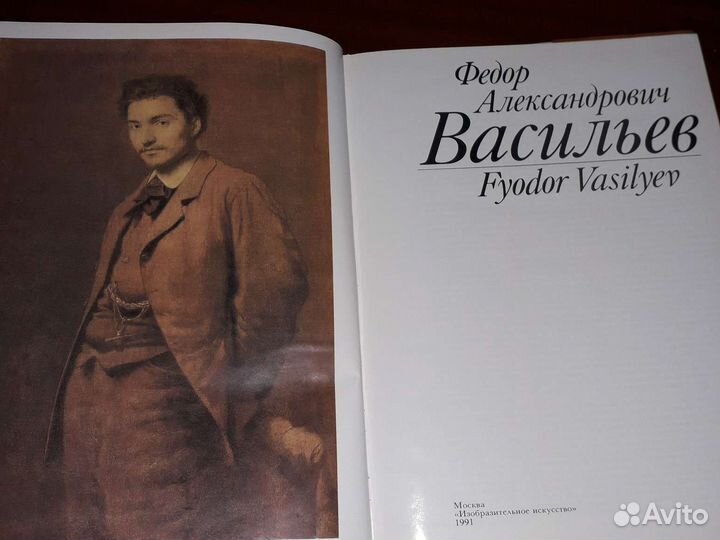 Федор
Александрович
Васильев
Fyodor Vasilyev
Москва
«Изобразительное искусство»
1991
Avito